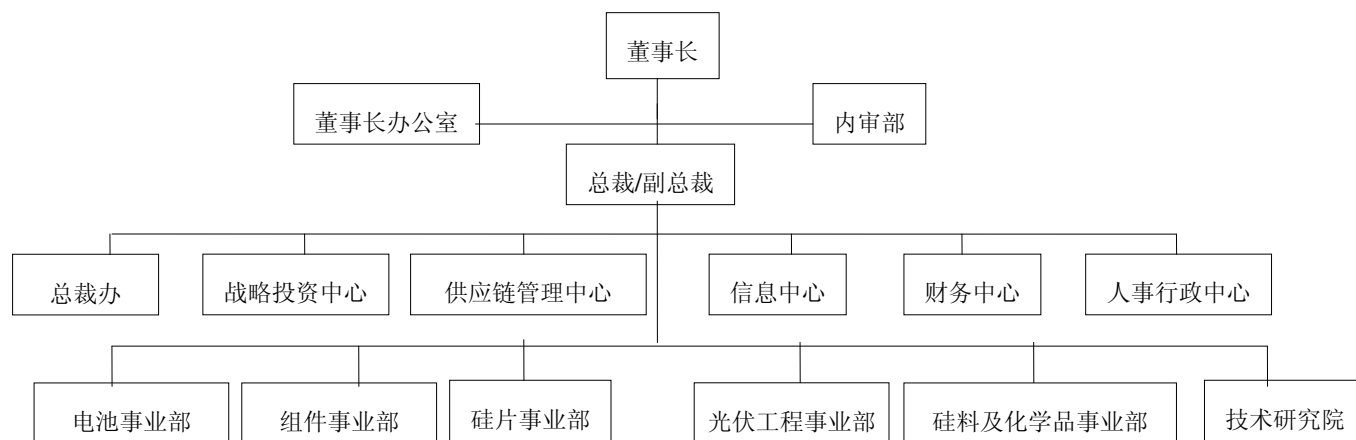 董事长
董事长办公室
内审部
总裁/副总裁
总裁办
战略投资中心
供应链管理中心
信息中心
财务中心
人事行政中心
电池事业部
组件事业部
硅片事业部
光伏工程事业部
硅料及化学品事业部
技术研究院